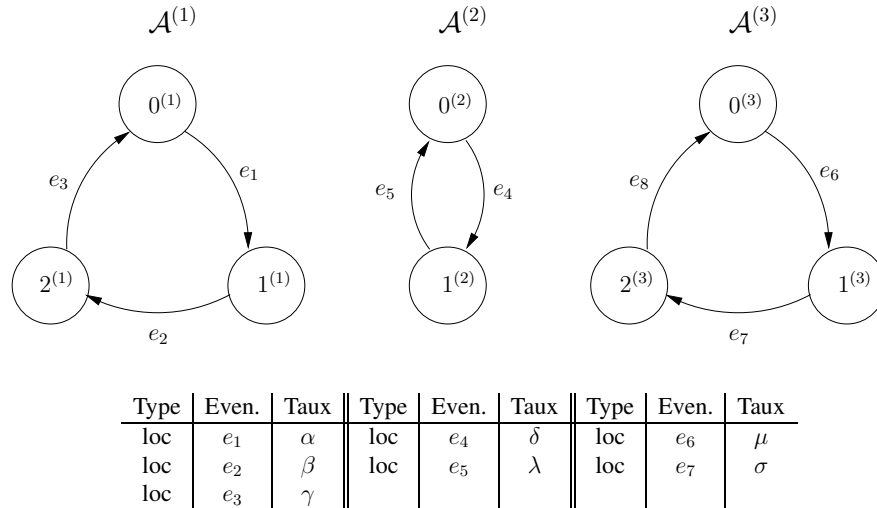 𝒜⁽¹⁾ 𝒜⁽²⁾ 𝒜⁽³⁾
0⁽¹⁾ 0⁽²⁾ 0⁽³⁾
e₃ e₁ e₅ e₄ e₈ e₆
2⁽¹⁾ 1⁽¹⁾ 1⁽²⁾ 2⁽³⁾ 1⁽³⁾
e₂ e₇
Type Even. Taux Type Even. Taux Type Even. Taux
loc e₁ α loc e₄ δ loc e₆ μ
loc e₂ β loc e₅ λ loc e₇ σ
loc e₃ γ